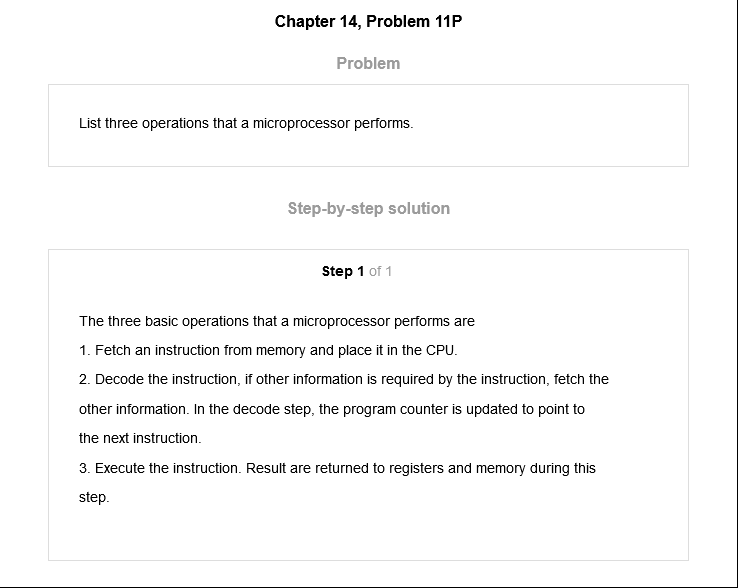 Chapter 14, Problem 11P
Problem
List three operations that a microprocessor performs.
Step-by-step solution
Step 1 of 1
The three basic operations that a microprocessor performs are
1. Fetch an instruction from memory and place it in the CPU.
2. Decode the instruction, if other information is required by the instruction, fetch the
other information. In the decode step, the program counter is updated to point to
the next instruction.
3. Execute the instruction. Result are returned to registers and memory during this
step.